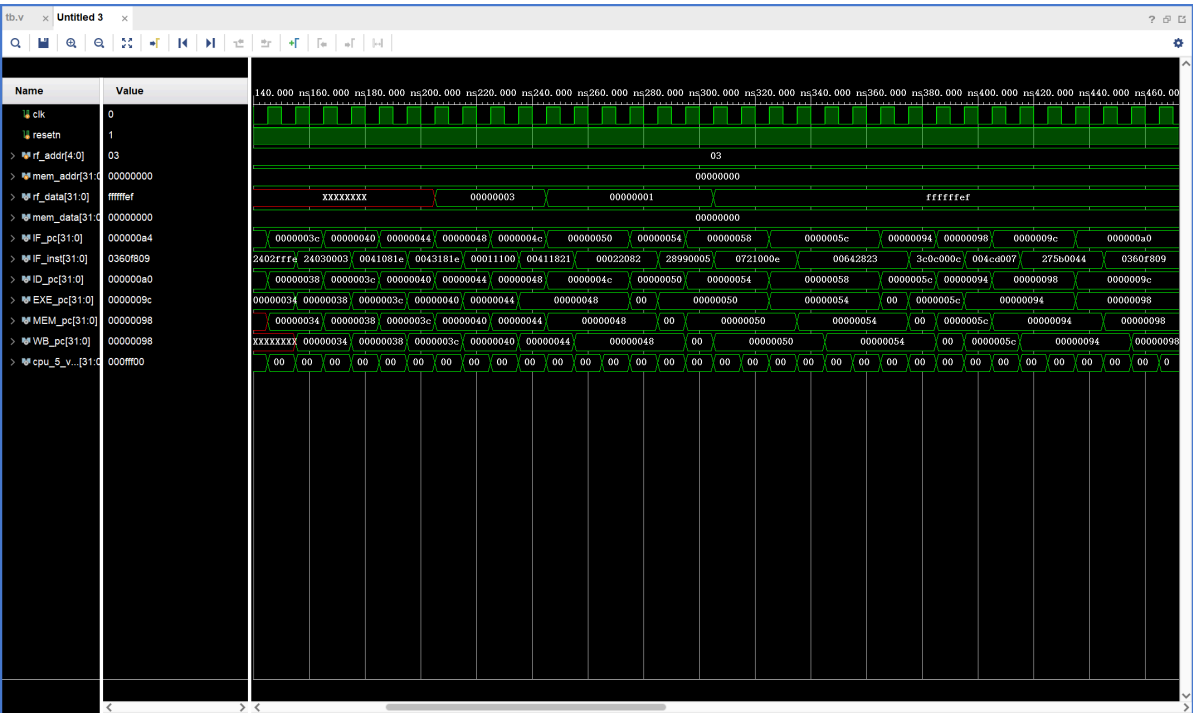 tb.v × Untitled 3 ×
Name Value
140.000 ns 160.000 ns 180.000 ns 200.000 ns 220.000 ns 240.000 ns 260.000 ns 280.000 ns 300.000 ns 320.000 ns 340.000 ns 360.000 ns 380.000 ns 400.000 ns 420.000 ns 440.000 ns 460.00
clk 0
resetn 1
rf_addr[4:0] 03 03
mem_addr[31:0 00000000 00000000
rf_data[31:0] ffffffef XXXXXXXX 00000003 00000001 ffffffef
mem_data[31:0 00000000 00000000
IF_pc[31:0] 000000a4 0000003c 00000040 00000044 00000048 0000004c 00000050 00000054 00000058 0000005c 00000094 00000098 0000009c 000000a0
IF_inst[31:0] 0360f809 2402fffe 24030003 0041081e 0043181e 00011100 00411821 00022082 28990005 0721000e 00642823 3c0c000c 004cd007 275b0044 0360f809
ID_pc[31:0] 000000a0 00000038 0000003c 00000040 00000044 00000048 0000004c 00000050 00000054 00000058 0000005c 00000094 00000098 0000009c
EXE_pc[31:0] 0000009c 00000034 00000038 0000003c 00000040 00000044 00000048 00 00000050 00000054 00 0000005c 00000094 00000098
MEM_pc[31:0] 00000098 00000034 00000038 0000003c 00000040 00000044 00000048 00 00000050 00000054 00 0000005c 00000094 00000098
WB_pc[31:0] 00000098 XXXXXXXX 00000034 00000038 0000003c 00000040 00000044 00000048 00 00000050 00000054 00 0000005c 00000094 00000098
cpu_5_v...[31:0 000fff00 00 00 00 00 00 00 00 00 00 00 00 00 00 00 00 00 00 00 00 00 00 00 00 00 00 00 00 00 00 00 00 00 0